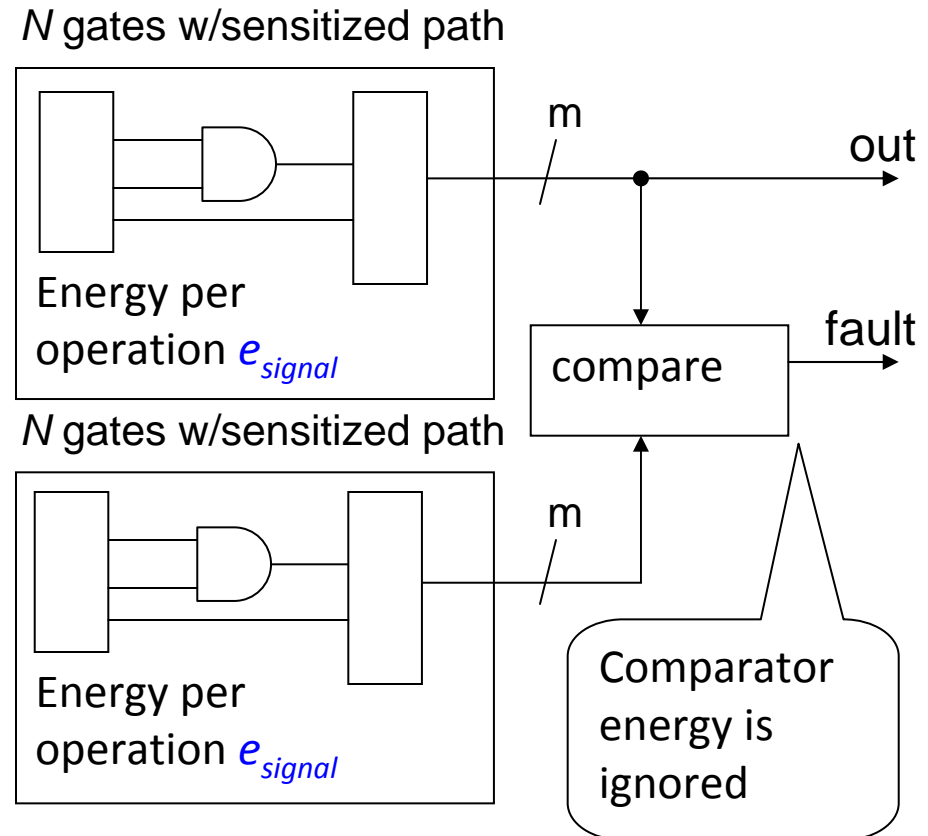 N gates w/sensitized path
m
out
Energy per
operation e_signal
compare
fault
N gates w/sensitized path
m
Energy per
operation e_signal
Comparator
energy is
ignored